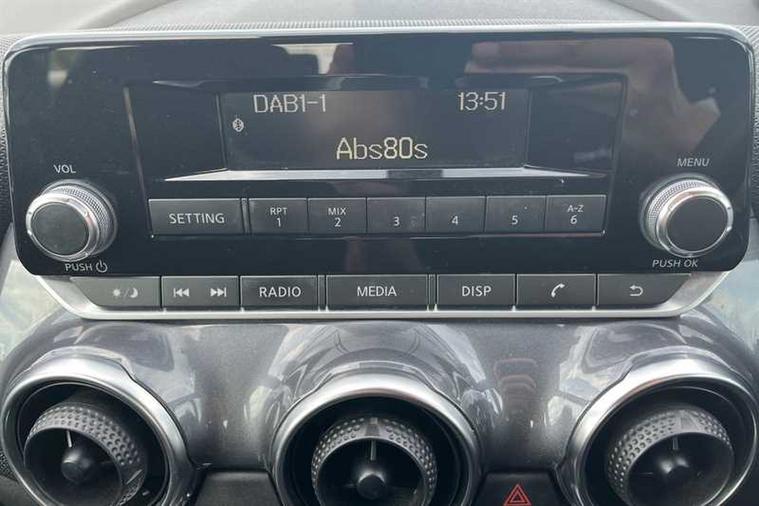 DAB1-1 13:51
Abs80s
VOL
MENU
SETTING RPT 1 MIX 2 3 4 5 A-Z 6
PUSH
PUSH OK
RADIO MEDIA DISP